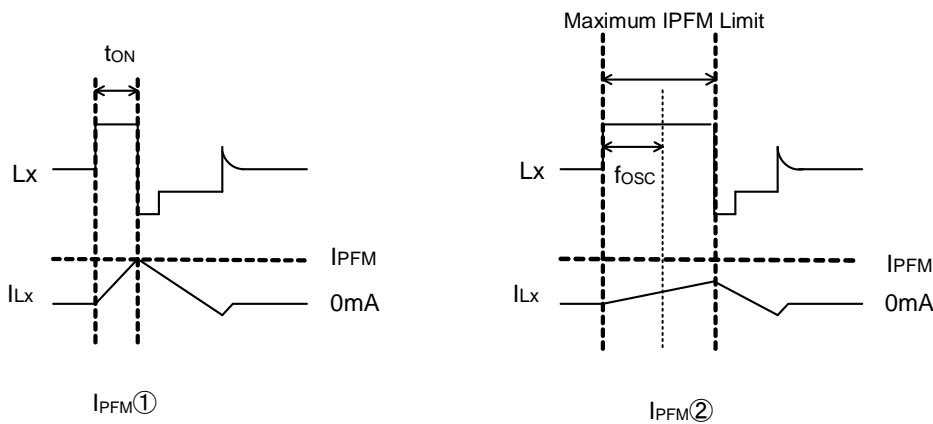 tON
Lx
IPFM
ILx
0mA
IPFM①
Maximum IPFM Limit
Lx
fOSC
IPFM
ILx
0mA
IPFM②